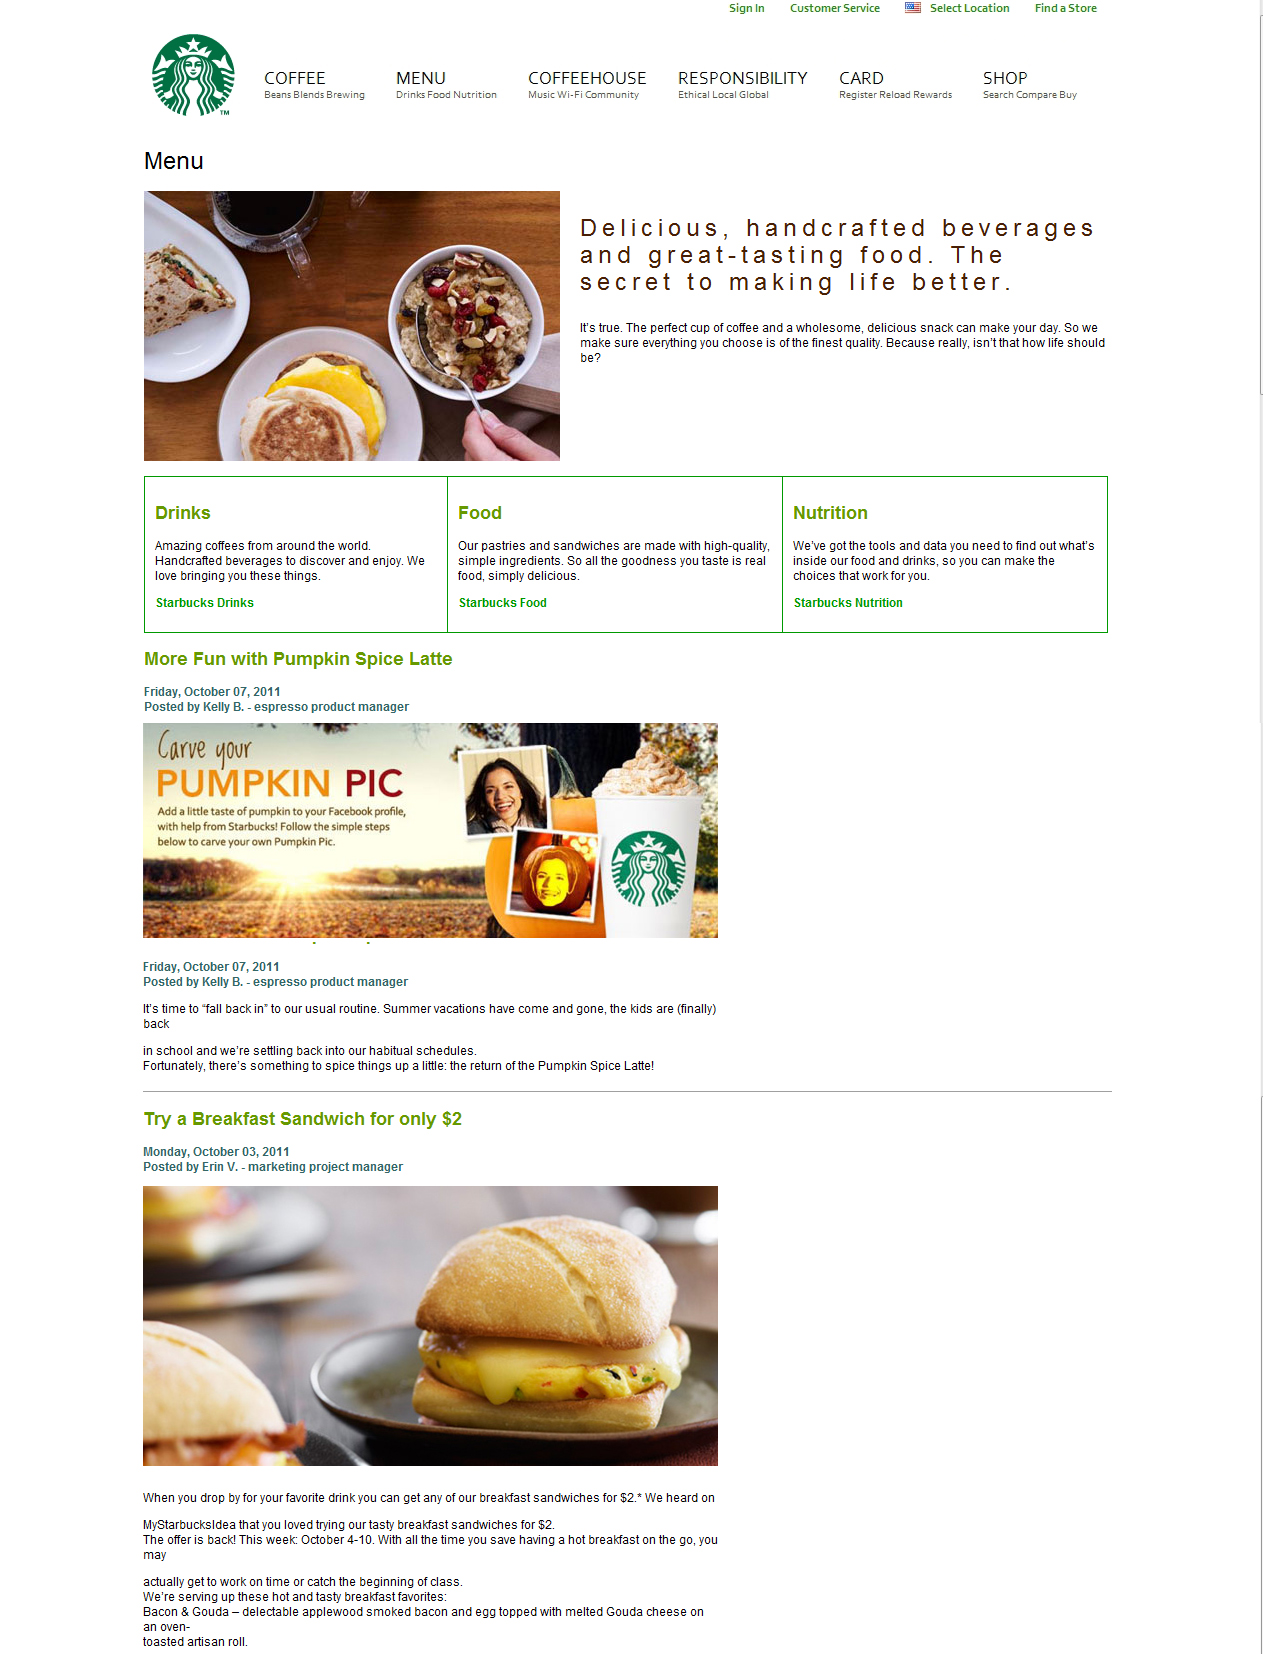 Sign In Customer Service Select Location Find a Store
COFFEE MENU COFFEEHOUSE RESPONSIBILITY CARD SHOP
Beans Blends Brewing Drinks Food Nutrition Music Wi-Fi Community Ethical Local Global Register Reload Rewards Search Compare Buy
TM
Menu
Delicious, handcrafted beverages
and great-tasting food. The
secret to making life better.
It’s true. The perfect cup of coffee and a wholesome, delicious snack can make your day. So we
make sure everything you choose is of the finest quality. Because really, isn’t that how life should
be?
Drinks
Amazing coffees from around the world.
Handcrafted beverages to discover and enjoy. We
love bringing you these things.
Starbucks Drinks
Food
Our pastries and sandwiches are made with high-quality,
simple ingredients. So all the goodness you taste is real
food, simply delicious.
Starbucks Food
Nutrition
We’ve got the tools and data you need to find out what’s
inside our food and drinks, so you can make the
choices that work for you.
Starbucks Nutrition
More Fun with Pumpkin Spice Latte
Friday, October 07, 2011
Posted by Kelly B. - espresso product manager
Carve your
PUMPKIN PIC
Add a little taste of pumpkin to your Facebook profile,
with help from Starbucks! Follow the simple steps
below to carve your own Pumpkin Pic.
Friday, October 07, 2011
Posted by Kelly B. - espresso product manager
It’s time to “fall back in” to our usual routine. Summer vacations have come and gone, the kids are (finally)
back
in school and we’re settling back into our habitual schedules.
Fortunately, there’s something to spice things up a little: the return of the Pumpkin Spice Latte!
Try a Breakfast Sandwich for only $2
Monday, October 03, 2011
Posted by Erin V. - marketing project manager
When you drop by for your favorite drink you can get any of our breakfast sandwiches for $2.* We heard on
MyStarbucksIdea that you loved trying our tasty breakfast sandwiches for $2.
The offer is back! This week: October 4-10. With all the time you save having a hot breakfast on the go, you
may
actually get to work on time or catch the beginning of class.
We’re serving up these hot and tasty breakfast favorites:
Bacon & Gouda – delectable applewood smoked bacon and egg topped with melted Gouda cheese on
an oven-
toasted artisan roll.